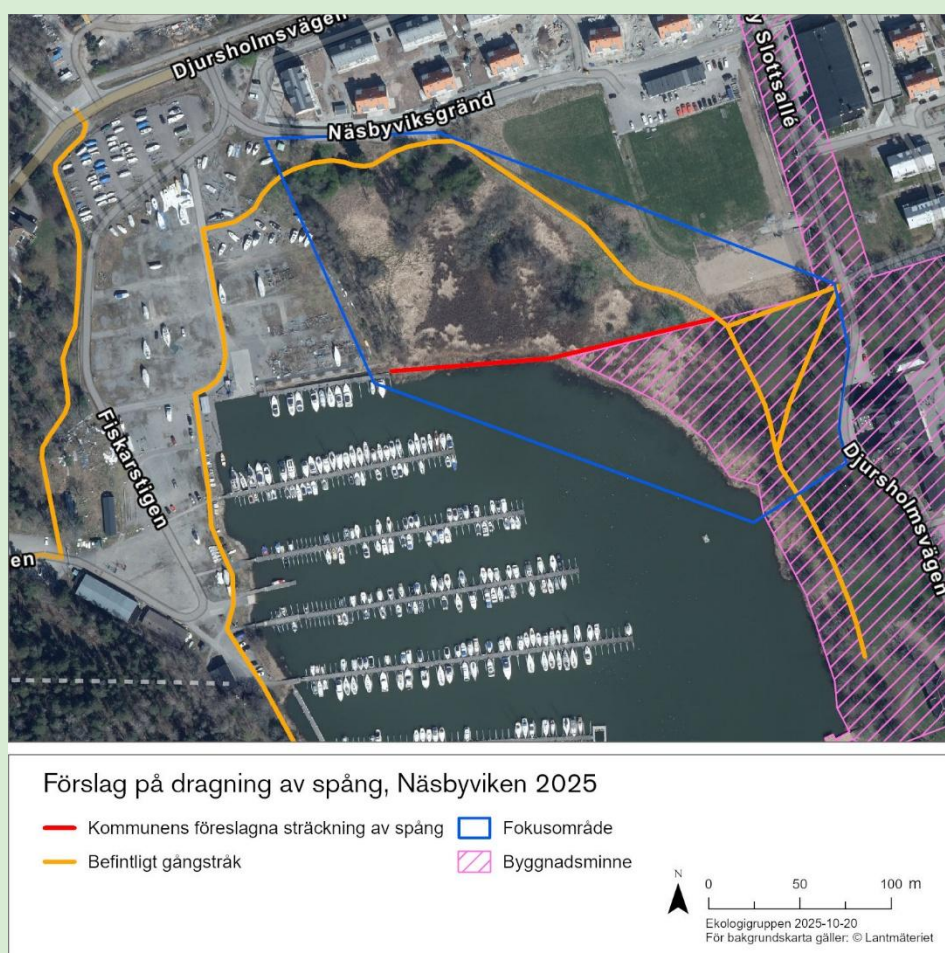 Djursholmsvägen
Näsbyviksgränd
y Slottsallé
Fiskarstigen
Djursholmsvägen
en
Förslag på dragning av spång, Näsbyviken 2025
Kommunens föreslagna sträckning av spång
Fokusområde
Befintligt gångstråk
Byggnadsminne
N
0 50 100 m
Ekologigruppen 2025-10-20
För bakgrundskarta gäller: © Lantmäteriet